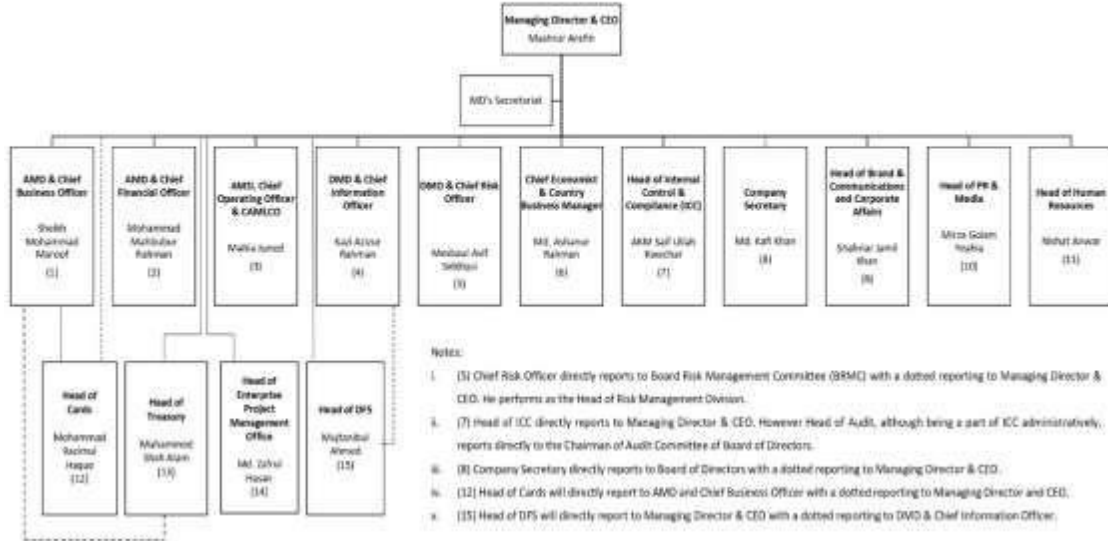 Managing Director & CEO
Mashrur Arefin
MD's Secretariat
AMD & Chief
Business Officer
Sheikh
Mohammad
Maroof
(1)
AMD & Chief
Financial Officer
Mohammad
Mahbubur
Rahman
(2)
Operating Officer
& CAMLCO
Mahia Juned
(3)
DMD & Chief
Information
Officer
Kazi Azizur
Rahman
(4)
DMD & Chief Risk
Officer
Mesbaul Asif
Siddiqui
(5)
Chief Economist
& Country
Business Manager
Md. Ashanur
Rahman
(6)
Head of Internal
Control &
Compliance (ICC)
AKM Saif Ullah
Kowchar
(7)
Company
Secretary
Md. Kafi Khan
(8)
Head of Brand &
Communications
and Corporate
Affairs
Shahriar Jamil
Khan
(9)
Head of PR &
Media
Mirza Golam
Yeahia
(10)
Head of Human
Resources
Nishat Anwar
(11)
Head of
Cards
Mohammad
Haque
(12)
Head of
Treasury
Shah Alam
(13)
Head of
Enterprise
Project
Management
Office
Md. Zafrul
Hasan
(14)
Head of DFS
Ahmed
(15)
Notes:
i. (5) Chief Risk Officer directly reports to Board Risk Management Committee (BRMC) with a dotted reporting to Managing Director &
CEO. He performs as the Head of Risk Management Division.
ii. (7) Head of ICC directly reports to Managing Director & CEO. However Head of Audit, although being a part of ICC administratively,
reports directly to the Chairman of Audit Committee of Board of Directors.
iii. (8) Company Secretary directly reports to Board of Directors with a dotted reporting to Managing Director & CEO.
iv. (12) Head of Cards will directly report to AMD and Chief Business Officer with a dotted reporting to Managing Director and CEO.
v. (15) Head of DFS will directly report to Managing Director & CEO with a dotted reporting to DMD & Chief Information Officer.